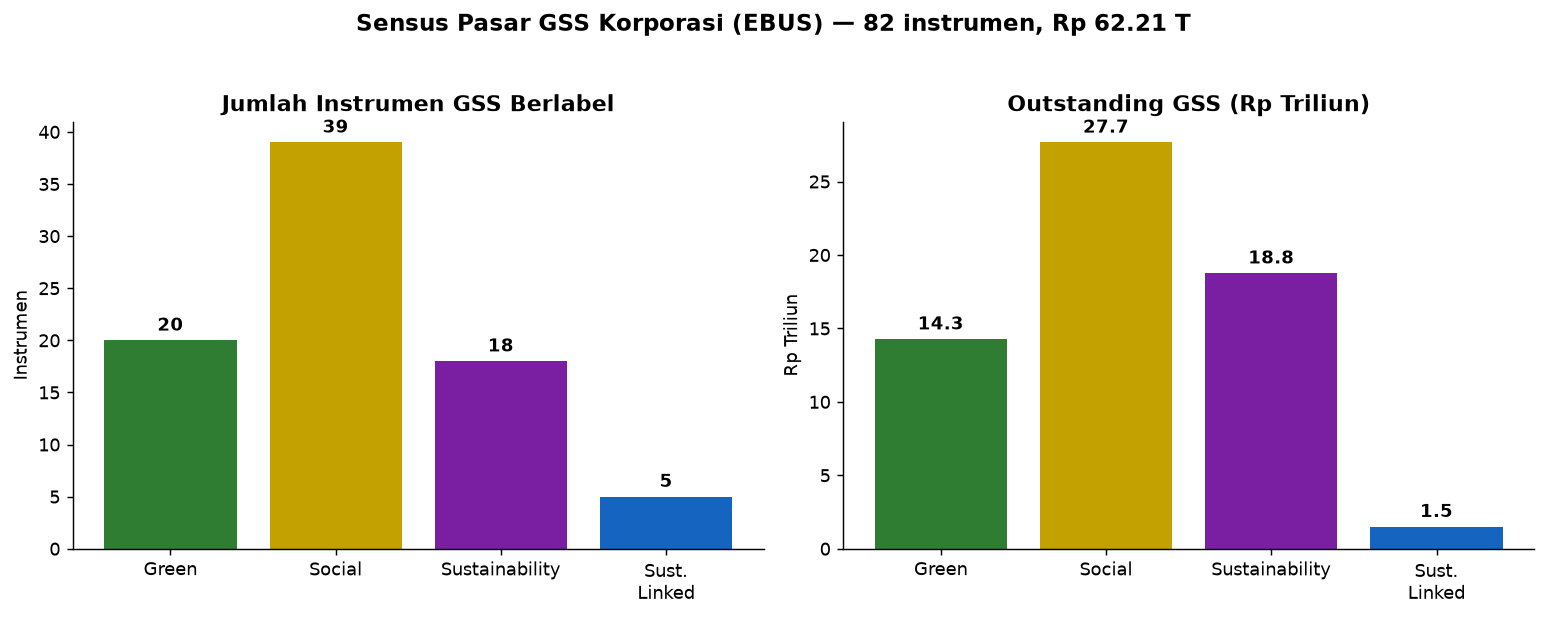 Sensus Pasar GSS Korporasi (EBUS) — 82 instrumen, Rp 62.21 T
Jumlah Instrumen GSS Berlabel
Instrumen
40
35
30
25
20
15
10
5
0
20
39
18
5
Green
Social
Sustainability
Sust.
Linked
Outstanding GSS (Rp Triliun)
Rp Triliun
25
20
15
10
5
0
14.3
27.7
18.8
1.5
Green
Social
Sustainability
Sust.
Linked